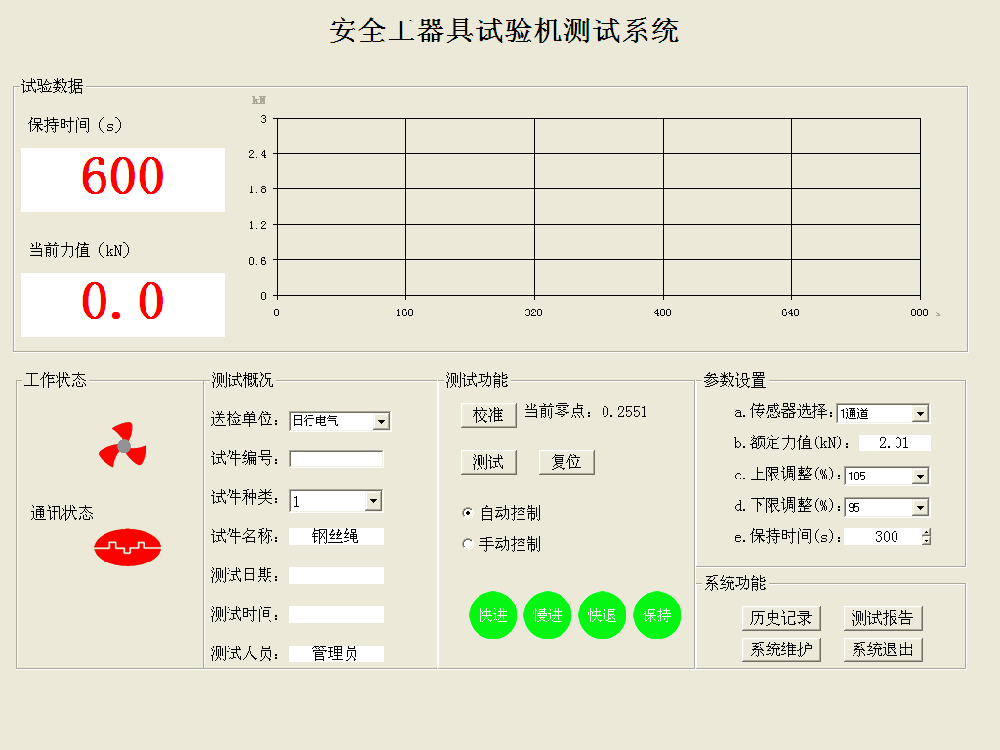 安全工器具试验机测试系统
试验数据
保持时间（s）
600
当前力值（kN）
0.0
kN
3
2.4
1.8
1.2
0.6
0
0 160 320 480 640 800 s
工作状态
通讯状态
测试概况
送检单位： 日行电气
试件编号：
试件种类： 1
试件名称： 钢丝绳
测试日期：
测试时间：
测试人员： 管理员
测试功能
校准 当前零点：0.2551
测试 复位
自动控制
手动控制
快进 慢进 快退 保持
参数设置
a.传感器选择： 1通道
b.额定力值(kN)： 2.01
c.上限调整(%)： 105
d.下限调整(%)： 95
e.保持时间(s)： 300
系统功能
历史记录 测试报告
系统维护 系统退出